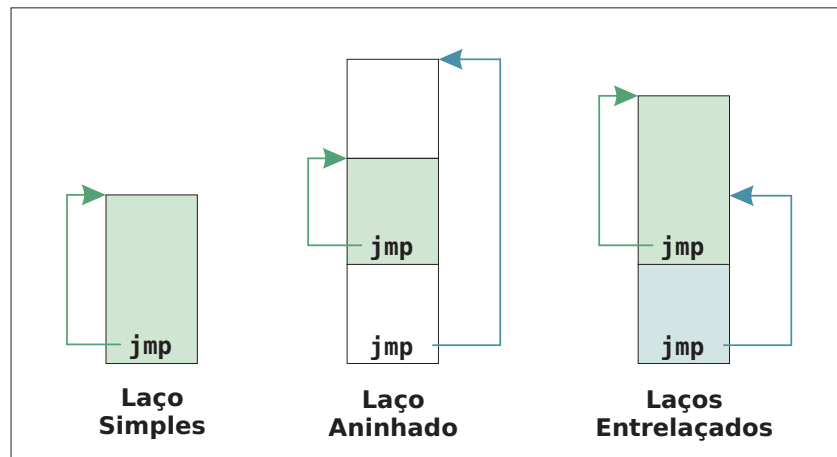 jmp
Laço
Simples
jmp
jmp
Laço
Aninhado
jmp
jmp
Laços
Entrelaçados